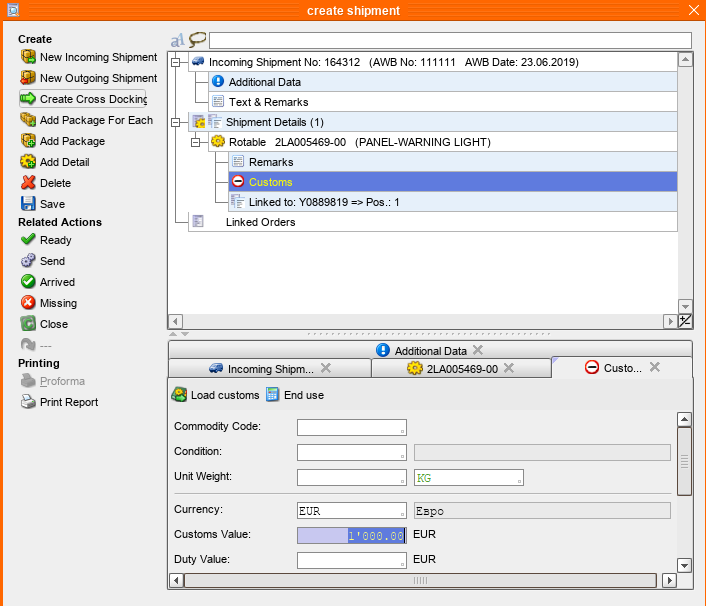 create shipment
Create
New Incoming Shipment
New Outgoing Shipment
Create Cross Docking
Add Package For Each
Add Package
Add Detail
Delete
Save
Related Actions
Ready
Send
Arrived
Missing
Close
---
Printing
Proforma
Print Report
Incoming Shipment No: 164312 (AWB No: 111111 AWB Date: 23.06.2019)
Additional Data
Text & Remarks
Shipment Details (1)
Rotable 2LA005469-00 (PANEL-WARNING LIGHT)
Remarks
Customs
Linked to: Y0889819 => Pos.: 1
Linked Orders
Additional Data
Incoming Shipm... 2LA005469-00 Custo...
Load customs End use
Commodity Code:
Condition:
Unit Weight: KG
Currency: EUR Евро
Customs Value: 1'000.00 EUR
Duty Value: EUR